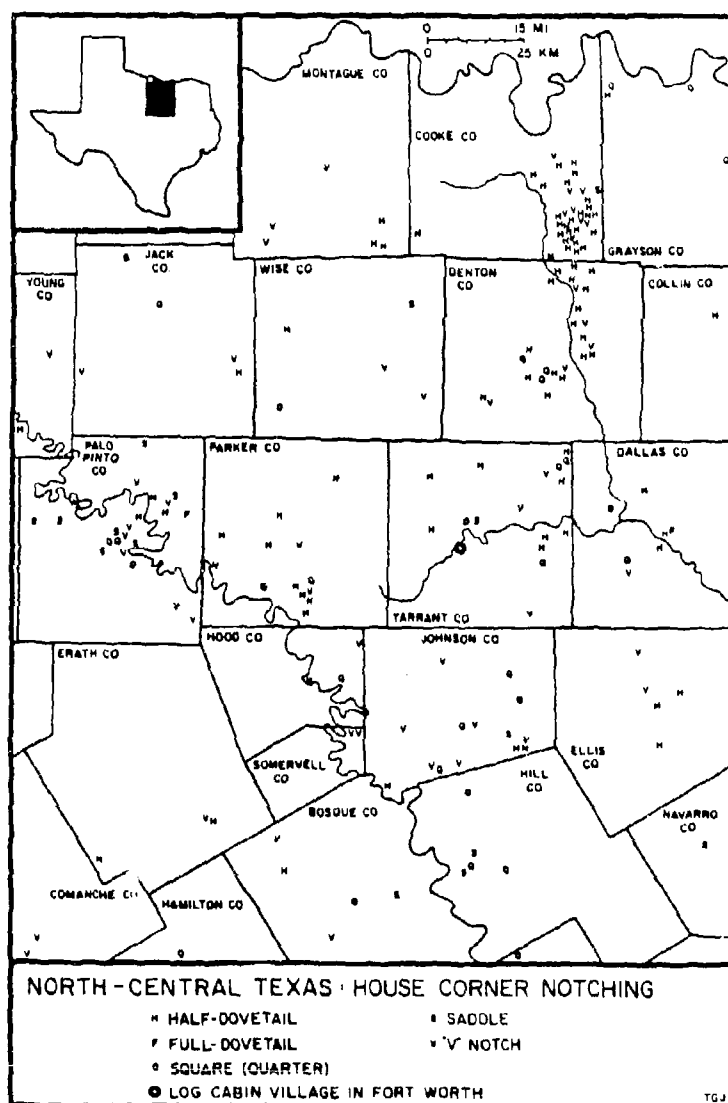 0 15 MI
0 25 KM
MONTAGUE CO
COOKE CO
GRAYSON CO
JACK
CO.
WISE CO
DENTON
CO
COLLIN CO
YOUNG
CO
PALO
PINTO
CO
PARKER CO
DALLAS CO
TARRANT CO
HOOD CO
JOHNSON CO
ERATH CO
SOMERVELL
CO
ELLIS
CO
HILL
CO
BOSQUE CO
NAVARRO
CO
COMANCHE CO
HAMILTON CO
NORTH-CENTRAL TEXAS: HOUSE CORNER NOTCHING
H HALF-DOVETAIL
F FULL-DOVETAIL
Q SQUARE (QUARTER)
LOG CABIN VILLAGE IN FORT WORTH
S SADDLE
V "V" NOTCH
TGJ